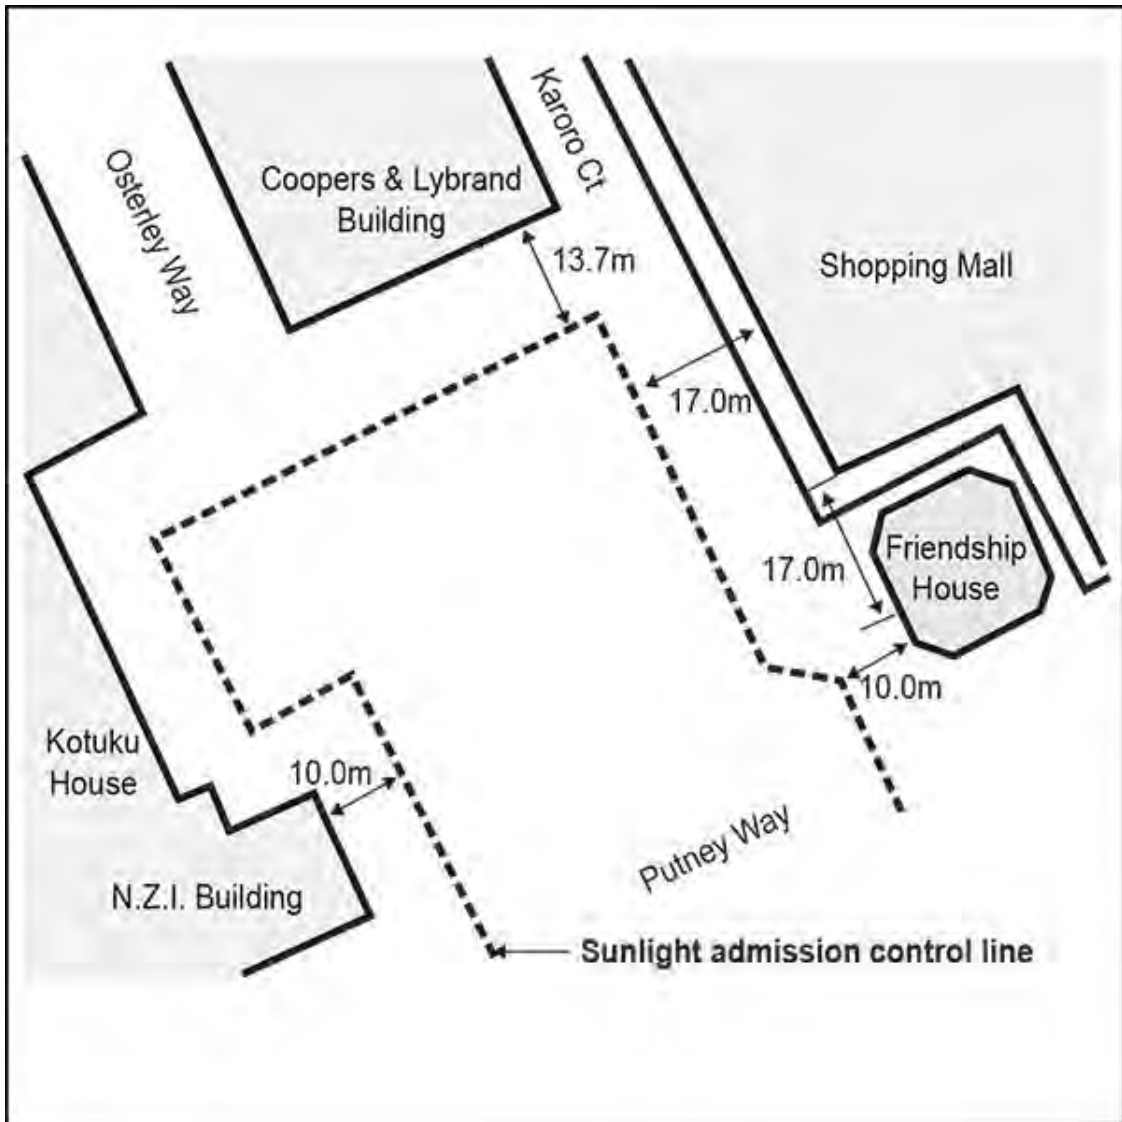 Osterley Way
Coopers & Lybrand
Building
Karoro Ct
13.7m
Shopping Mall
17.0m
17.0m
Friendship
House
10.0m
Kotuku
House
10.0m
N.Z.I. Building
Putney Way
Sunlight admission control line